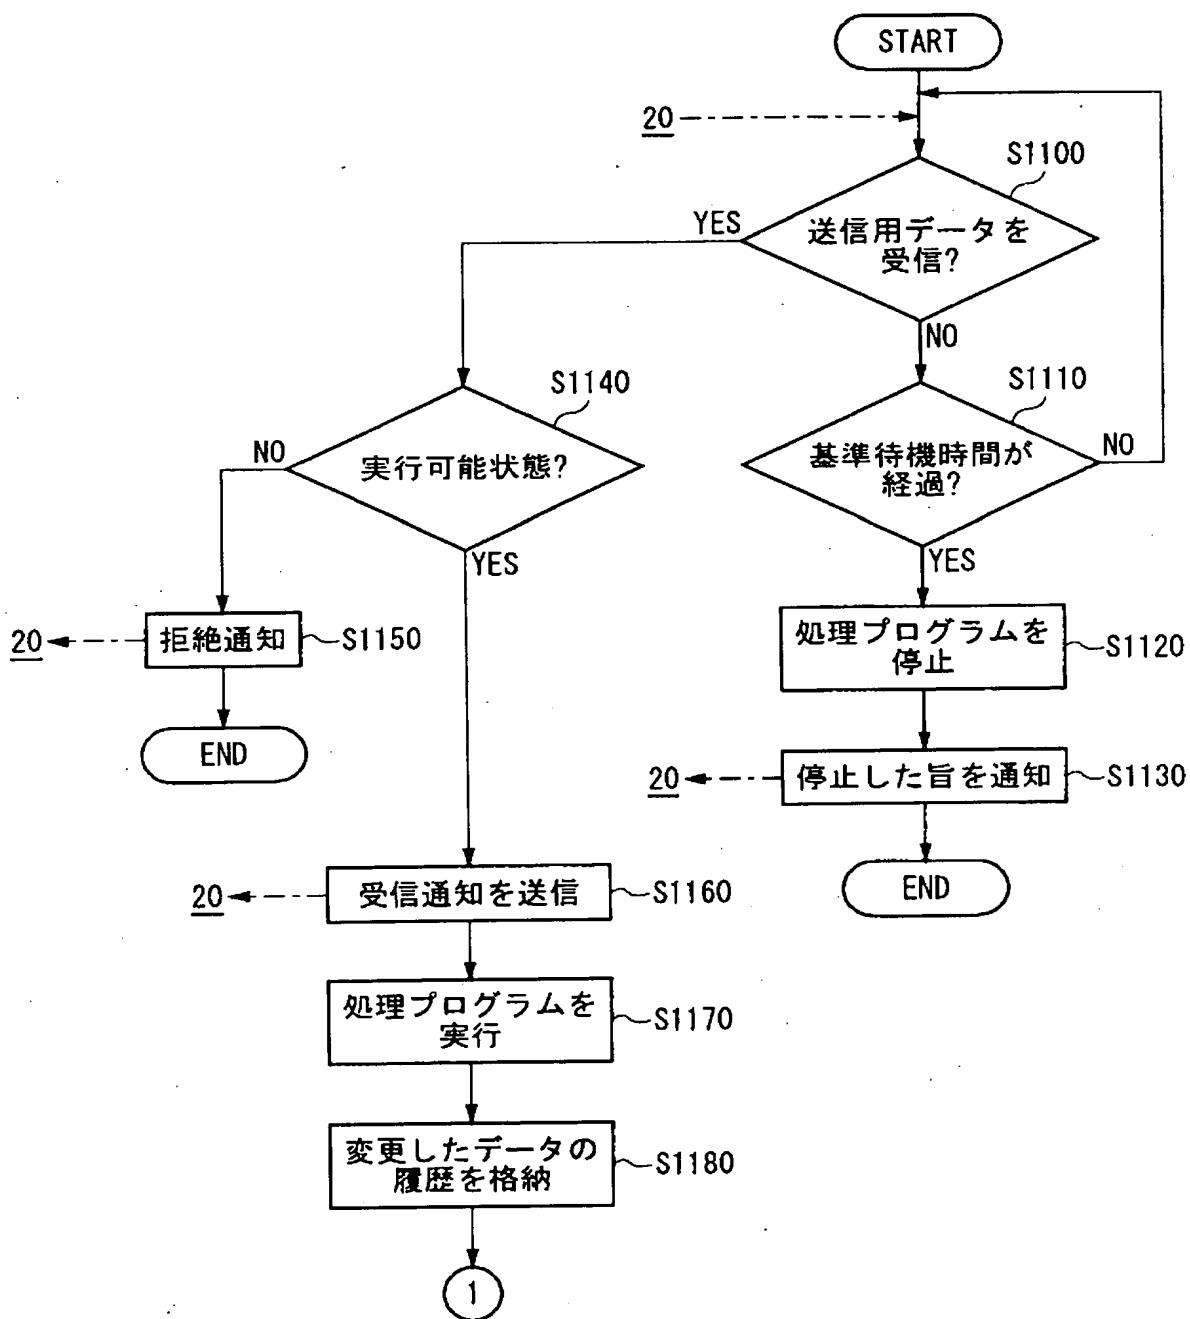 START
20
S1100
YES
送信用データを
受信?
NO
S1140
S1110
NO
実行可能状態?
基準待機時間が
経過?
NO
YES
YES
20
拒絶通知
S1150
処理プログラムを
停止
S1120
END
20
停止した旨を通知
S1130
20
受信通知を送信
S1160
END
処理プログラムを
実行
S1170
変更したデータの
履歴を格納
S1180
1